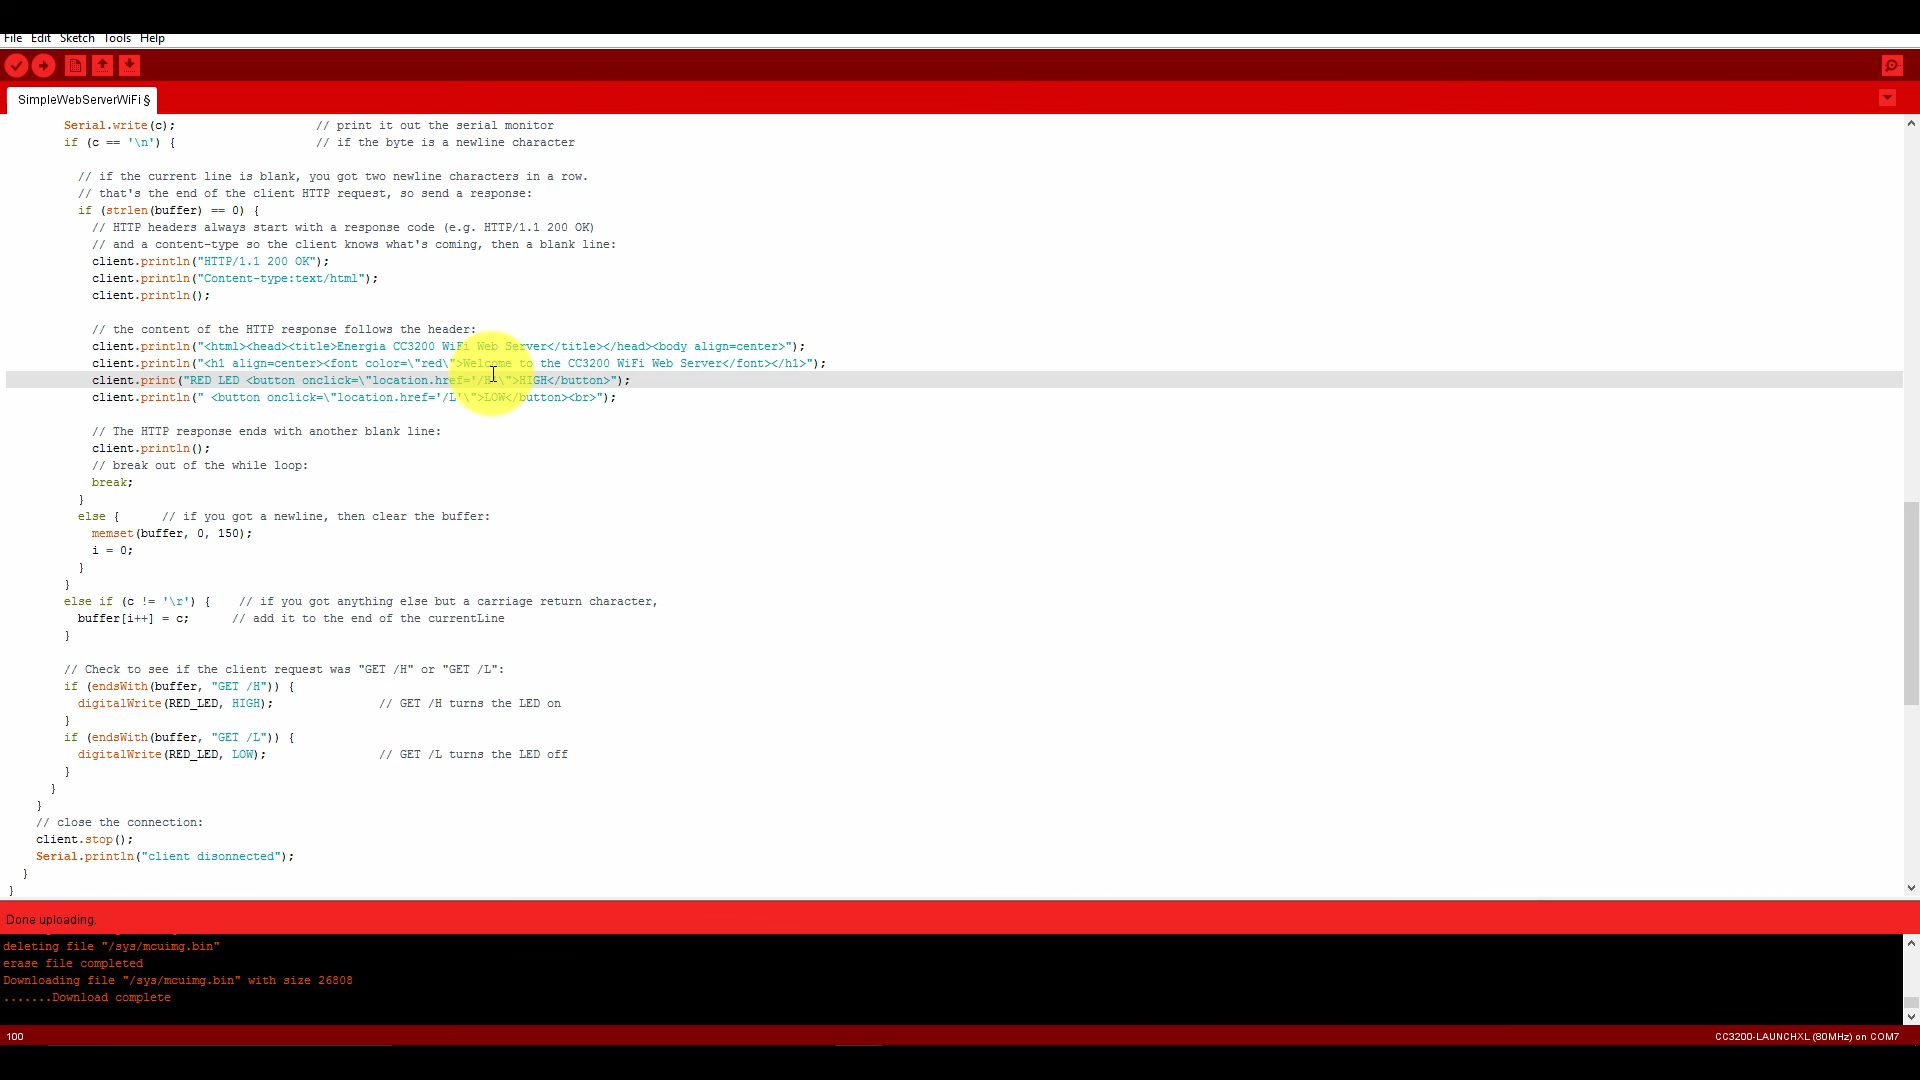 File Edit Sketch Tools Help
SimpleWebServerWiFi §
Serial.write(c); // print it out the serial monitor
if (c == '\n') { // if the byte is a newline character
// if the current line is blank, you got two newline characters in a row.
// that's the end of the client HTTP request, so send a response:
if (strlen(buffer) == 0) {
// HTTP headers always start with a response code (e.g. HTTP/1.1 200 OK)
// and a content-type so the client knows what's coming, then a blank line:
client.println("HTTP/1.1 200 OK");
client.println("Content-type:text/html");
client.println();
// the content of the HTTP response follows the header:
client.println("<html><head><title>Energia CC3200 WiFi Web Server</title></head><body align=center>");
client.println("<h1 align=center><font color=\"red\">Welcome to the CC3200 WiFi Web Server</font></h1>");
client.print("RED LED <button onclick=\"location.href='/H'\">HIGH</button>");
client.println(" <button onclick=\"location.href='/L'\">LOW</button><br>");
// The HTTP response ends with another blank line:
client.println();
// break out of the while loop:
break;
}
else { // if you got a newline, then clear the buffer:
memset(buffer, 0, 150);
i = 0;
}
}
else if (c != '\r') { // if you got anything else but a carriage return character,
buffer[i++] = c; // add it to the end of the currentLine
}
// Check to see if the client request was "GET /H" or "GET /L":
if (endsWith(buffer, "GET /H")) {
digitalWrite(RED_LED, HIGH); // GET /H turns the LED on
}
if (endsWith(buffer, "GET /L")) {
digitalWrite(RED_LED, LOW); // GET /L turns the LED off
}
}
}
// close the connection:
client.stop();
Serial.println("client disonnected");
}
}
Done uploading.
deleting file "/sys/mcuimg.bin"
erase file completed
Downloading file "/sys/mcuimg.bin" with size 26808
.......Download complete
100 CC3200-LAUNCHXL (80MHz) on COM7